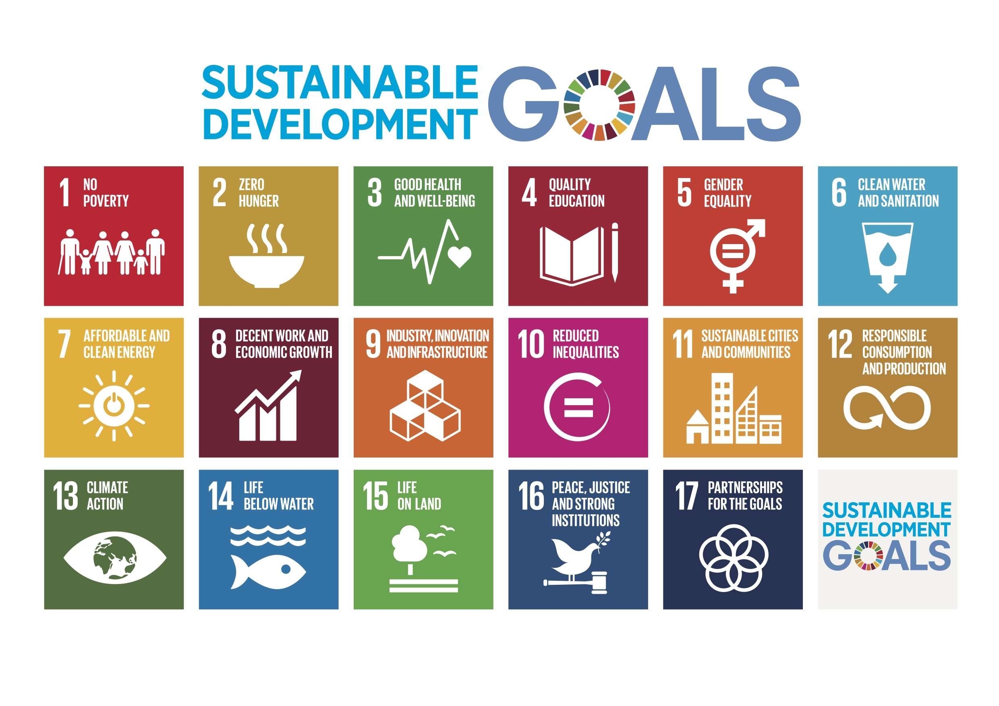 SUSTAINABLE
DEVELOPMENT
GOALS
1
NO
POVERTY
2
ZERO
HUNGER
3
GOOD HEALTH
AND WELL-BEING
4
QUALITY
EDUCATION
5
GENDER
EQUALITY
6
CLEAN WATER
AND SANITATION
7
AFFORDABLE AND
CLEAN ENERGY
8
DECENT WORK AND
ECONOMIC GROWTH
9
INDUSTRY, INNOVATION
AND INFRASTRUCTURE
10
REDUCED
INEQUALITIES
11
SUSTAINABLE CITIES
AND COMMUNITIES
12
RESPONSIBLE
CONSUMPTION
AND PRODUCTION
13
CLIMATE
ACTION
14
LIFE
BELOW WATER
15
LIFE
ON LAND
16
PEACE, JUSTICE
AND STRONG
INSTITUTIONS
17
PARTNERSHIPS
FOR THE GOALS
SUSTAINABLE
DEVELOPMENT
GOALS